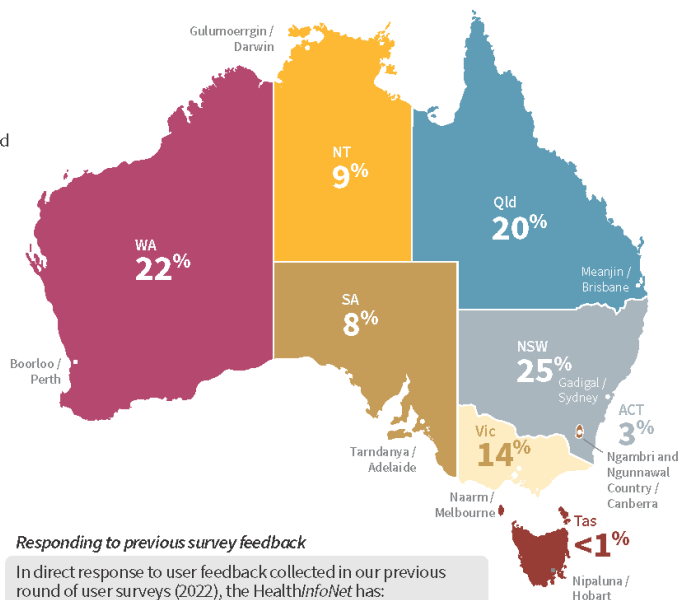 Gulumoerrgin /
Darwin
d
NT
9%
Qld
20%
WA
22%
Meanjin /
Brisbane
SA
8%
NSW
25%
Gadigal /
Sydney
Boorloo /
Perth
ACT
3%
Vic
14%
Tarndanya /
Adelaide
Ngambri and
Ngunnawal
Country /
Canberra
Naarm /
Melbourne
Tas
<1%
Nipaluna /
Hobart
Responding to previous survey feedback
In direct response to user feedback collected in our previous
round of user surveys (2022), the HealthInfoNet has: